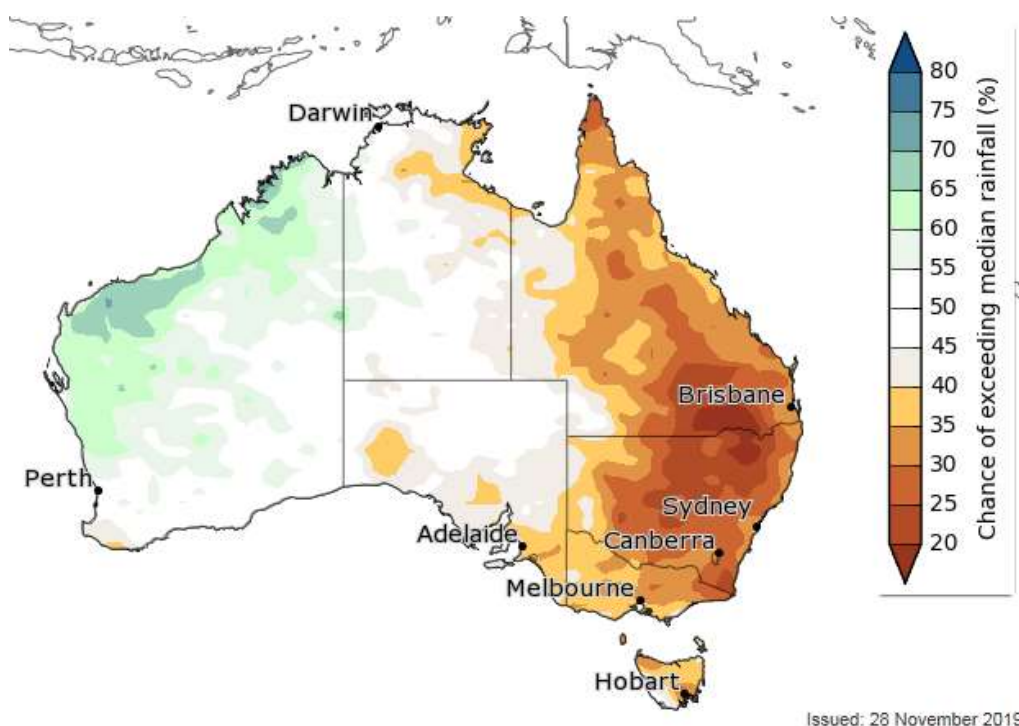 Darwin
Brisbane
Perth
Sydney
Adelaide
Canberra
Melbourne
Hobart
80
75
70
65
60
55
50
45
40
35
30
25
20
Chance of exceeding median rainfall (%)
Issued: 28 November 2019